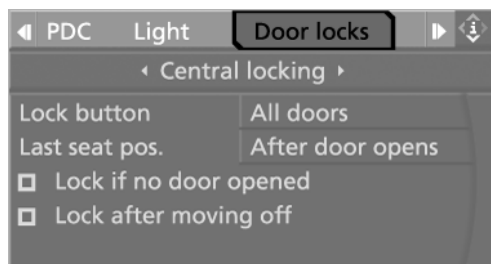 PDC Light Door locks
Central locking
Lock button All doors
Last seat pos. After door opens
Lock if no door opened
Lock after moving off